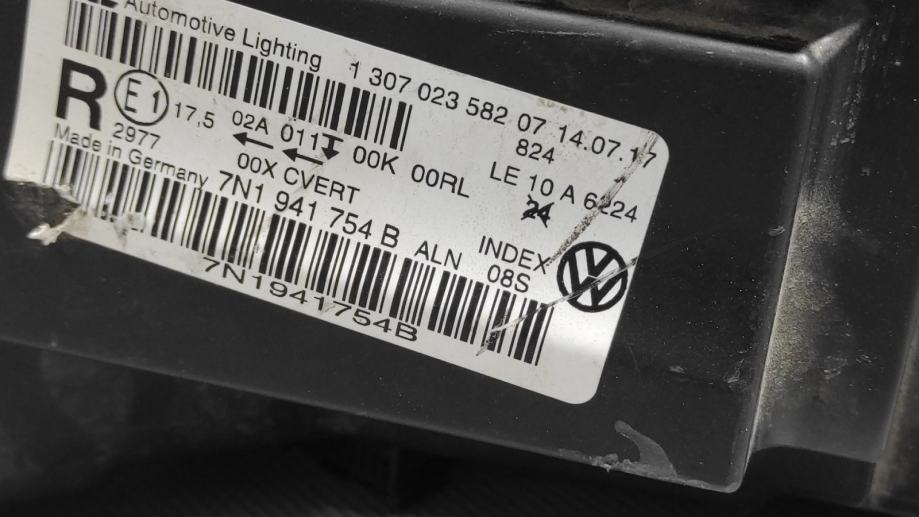 Automotive Lighting
1 307 023 582 07 14.07.17
824
R E1 17,5 02A 011 00K 00RL
LE 10 A 6224
2977
24
Made in Germany
00X CVERT
7N1 941 754 B ALN INDEX
08S
7N1941754B